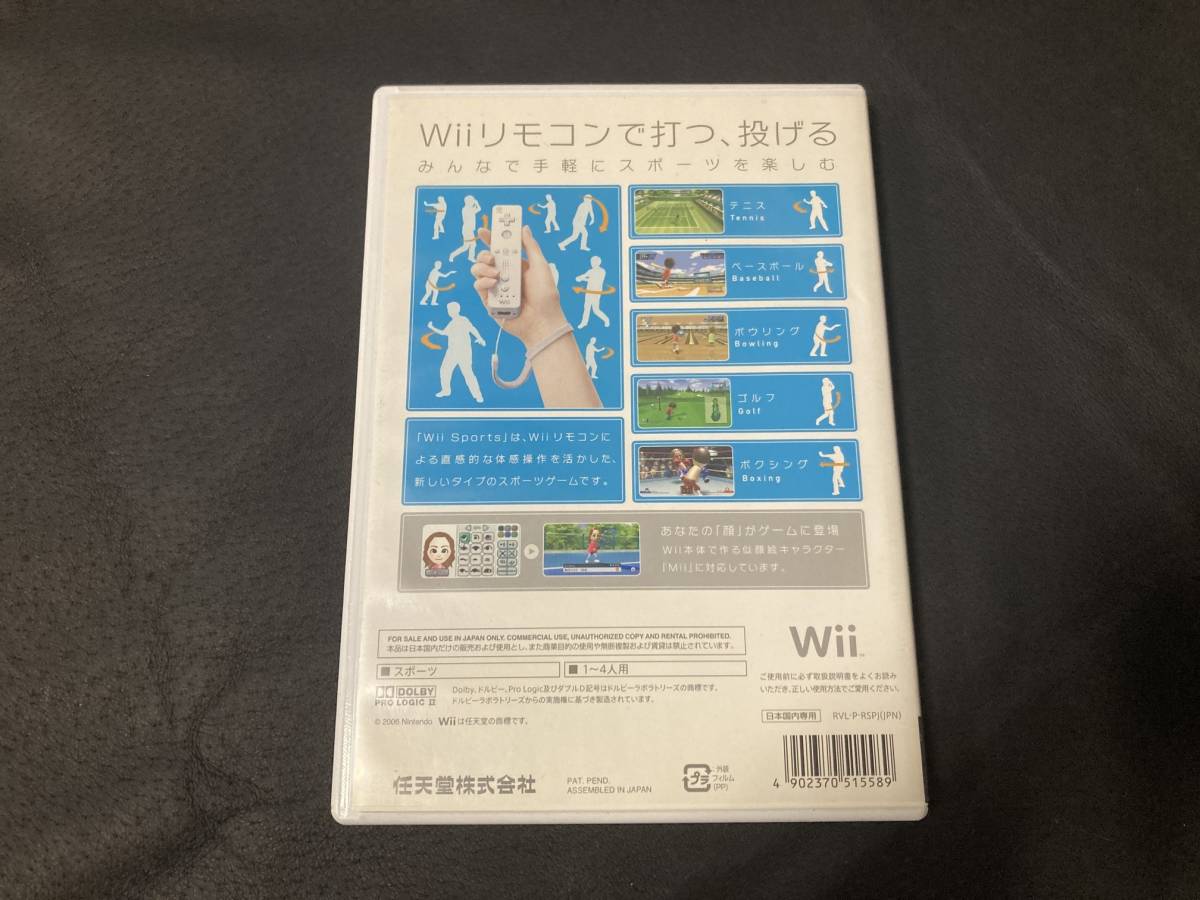 Wiiリモコンで打つ、投げる
みんなで手軽にスポーツを楽しむ
Wii
テニス
Tennis
ベースボール
Baseball
ボウリング
Bowling
ゴルフ
Golf
ボクシング
Boxing
「Wii Sports」は、Wiiリモコンに
よる直感的な体感操作を活かした、
新しいタイプのスポーツゲームです。
あなたの「顔」がゲームに登場
Wii本体で作る似顔絵キャラクター
「Mii」に対応しています。
FOR SALE AND USE IN JAPAN ONLY. COMMERCIAL USE, UNAUTHORIZED COPY AND RENTAL PROHIBITED.
本品は日本国内だけの販売および使用とし、また商業目的の使用や無断複製および賃貸は禁止されています。
■スポーツ
■1〜4人用
DOLBY
PRO LOGIC II
Dolby、ドルビー、Pro Logic及びダブルD記号はドルビーラボラトリーズの商標です。
ドルビーラボラトリーズからの実施権に基づき製造されています。
© 2006 Nintendo Wiiは任天堂の商標です。
Wii™
ご使用前に必ず取扱説明書をよくお読み
いただき、正しい使用方法でご愛用ください。
日本国内専用
RVL-P-RSPJ(JPN)
任天堂株式会社
PAT. PEND.
ASSEMBLED IN JAPAN
プラ
:外装
フィルム
(PP)
4 902370 515589